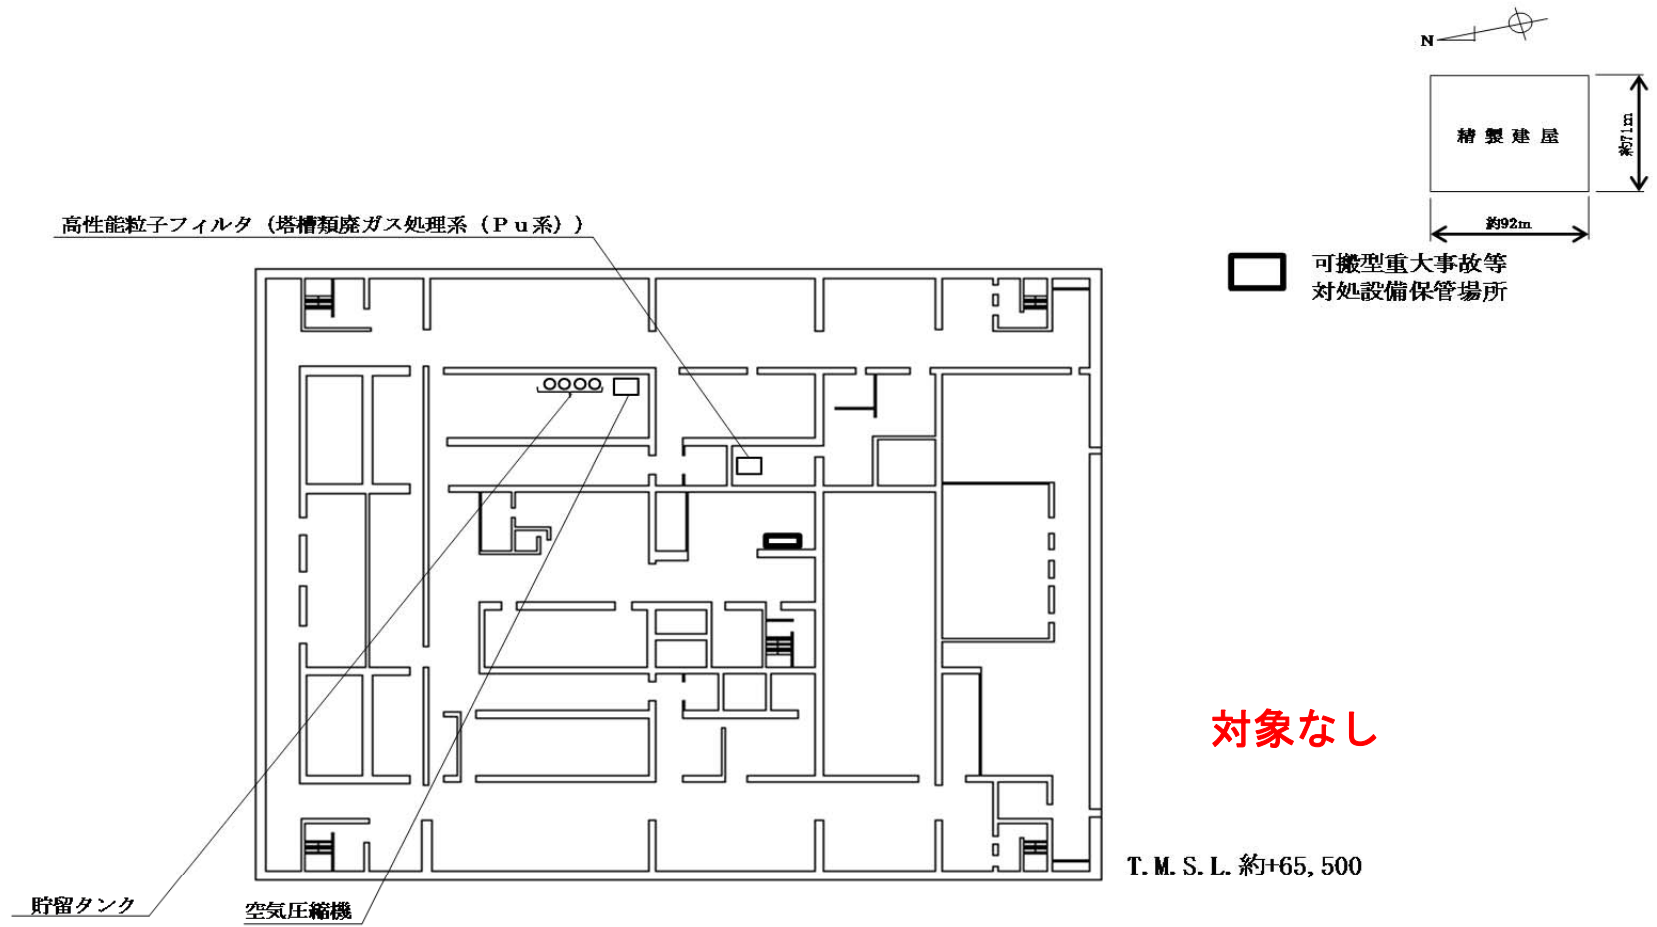 N
精製建屋
約71m
約92m
高性能粒子フィルタ（塔槽類廃ガス処理系（Pu系））
可搬型重大事故等
対処設備保管場所
対象なし
T.M.S.L.約+65,500
貯留タンク
空気圧縮機